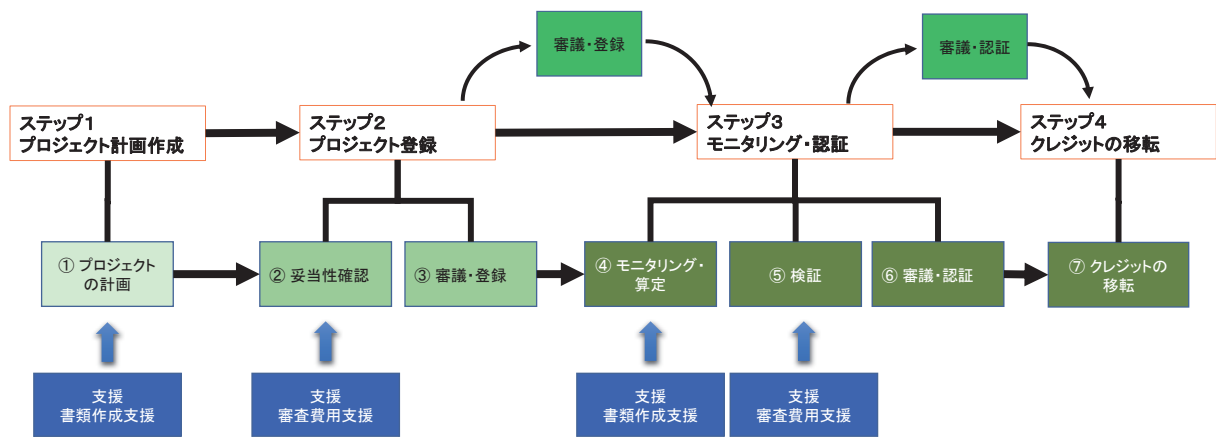 審議・登録
審議・認証
ステップ1
プロジェクト計画作成
ステップ2
プロジェクト登録
ステップ3
モニタリング・認証
ステップ4
クレジットの移転
① プロジェクト
の計画
② 妥当性確認
③ 審議・登録
④ モニタリング・
算定
⑤ 検証
⑥ 審議・認証
⑦ クレジットの
移転
支援
書類作成支援
支援
審査費用支援
支援
書類作成支援
支援
審査費用支援